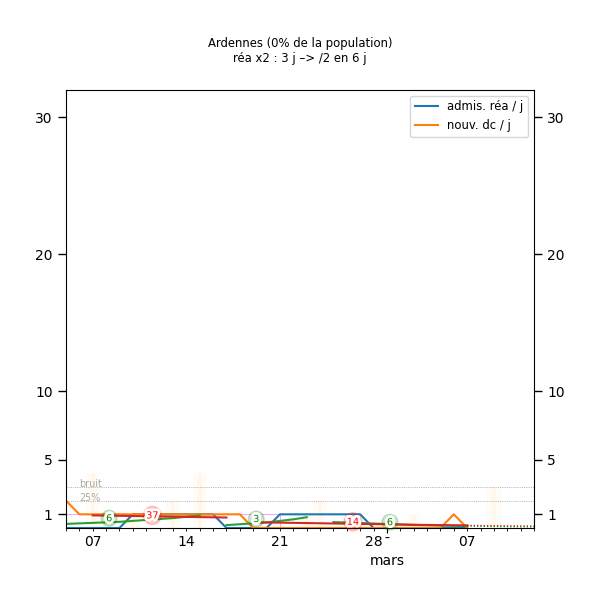 Ardennes (0% de la population)
réa x2 : 3 j –> /2 en 6 j
admis. réa / j
nouv. dc / j
30 30
20 20
10 10
5 5
bruit
25%
1 6 37 3 14 6 1
07 14 21 28 07
mars